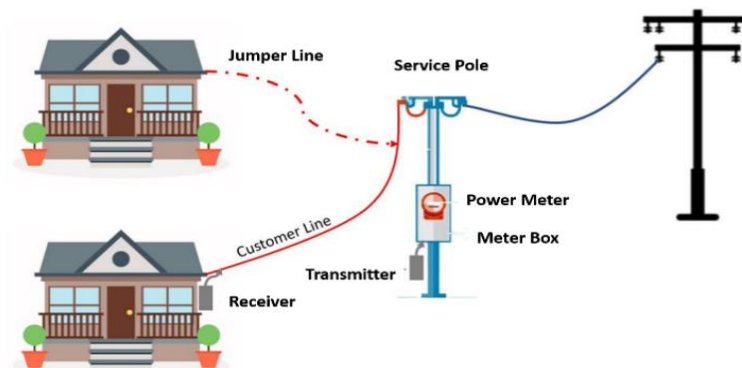 Jumper Line
Service Pole
Power Meter
Customer Line
Meter Box
Transmitter
Receiver